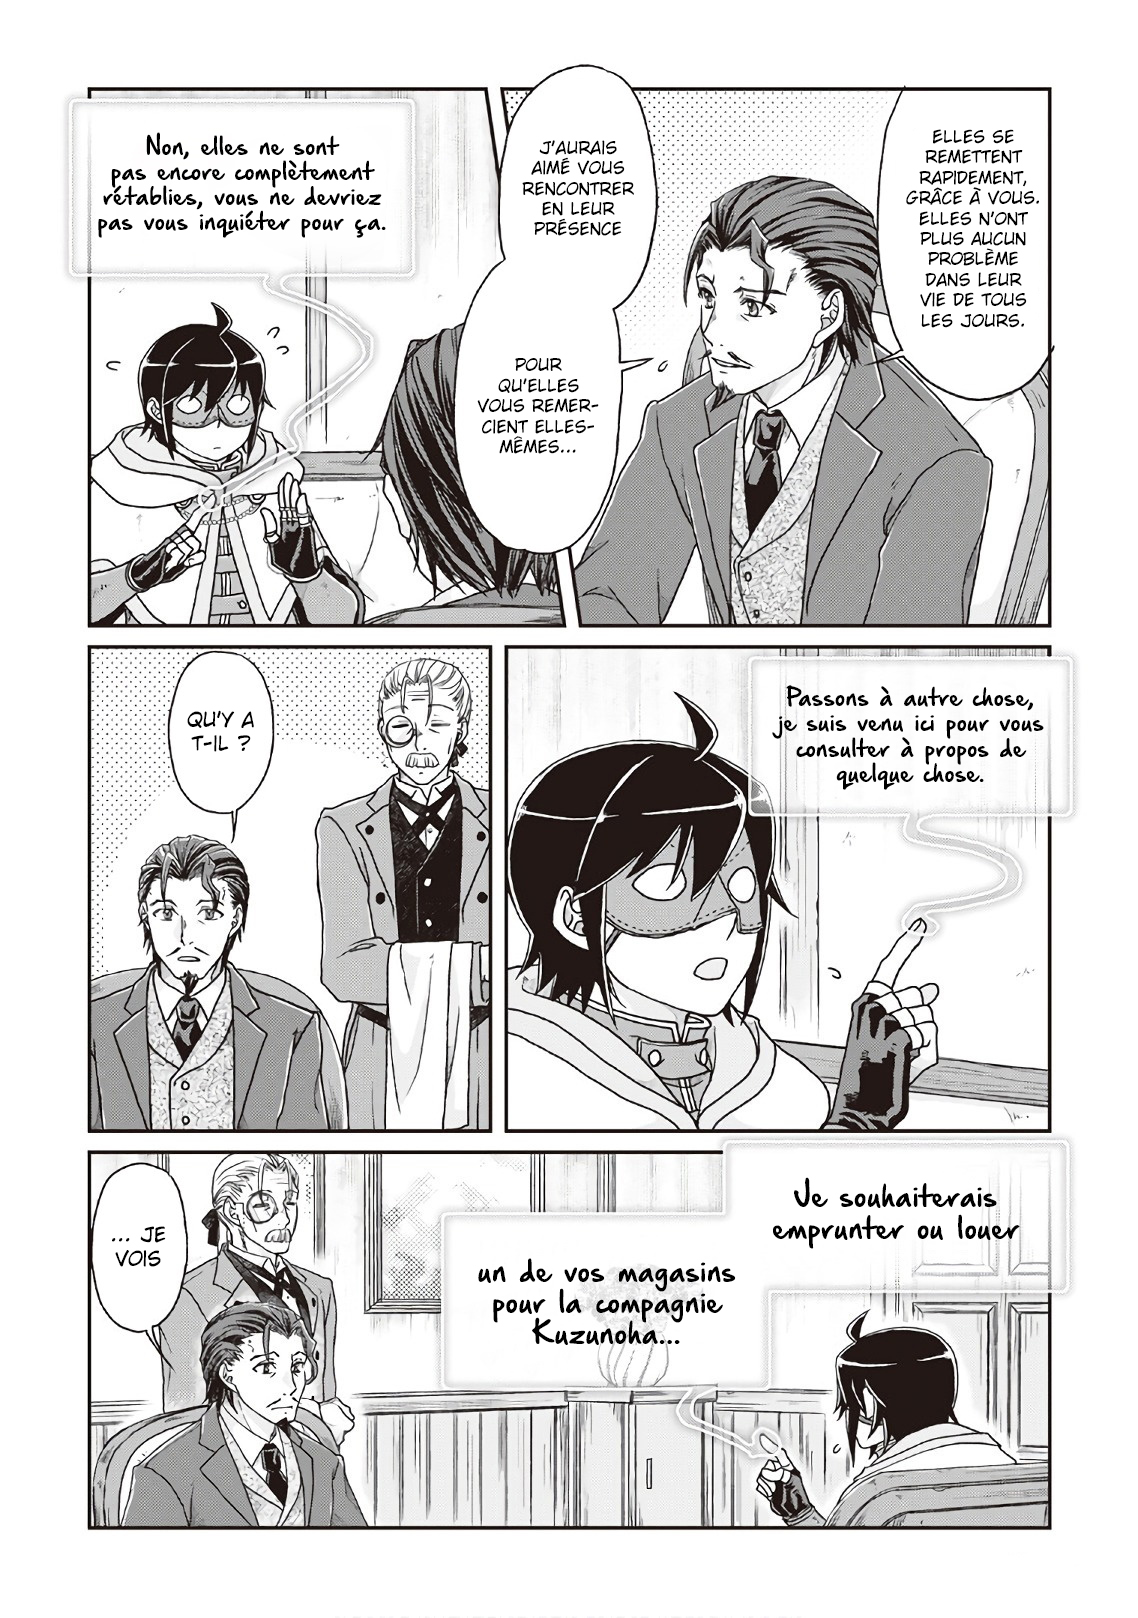 ELLES SE
REMETTENT
RAPIDEMENT,
GRÂCE À VOUS.
ELLES N'ONT
PLUS AUCUN
PROBLÈME
DANS LEUR
VIE DE TOUS
LES JOURS.
J'AURAIS
AIMÉ VOUS
RENCONTRER
EN LEUR
PRÉSENCE
POUR
QU'ELLES
VOUS REMER-
CIENT ELLES-
MÊMES...
Non, elles ne sont
pas encore complètement
rétablies, vous ne devriez
pas vous inquiéter pour ça.
Passons à autre chose,
je suis venu ici pour vous
consulter à propos de
quelque chose.
QU'Y A
T-IL ?
Je souhaiterais
emprunter ou louer
un de vos magasins
pour la compagnie
Kuzunoha...
... JE
VOIS